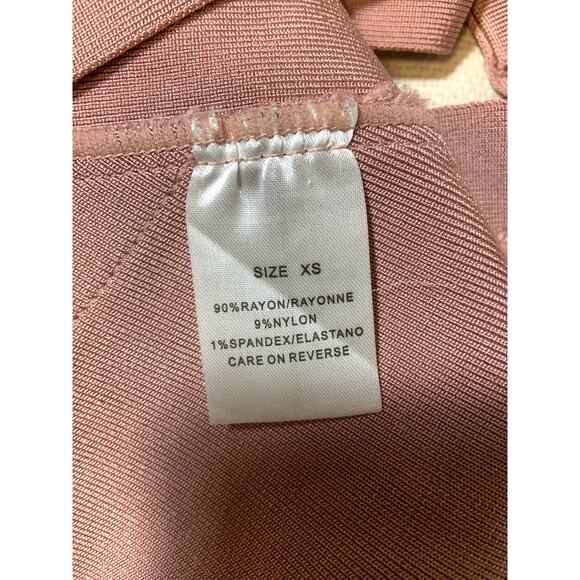 SIZE XS
90%RAYON/RAYONNE
9%NYLON
1%SPANDEX/ELASTANO
CARE ON REVERSE